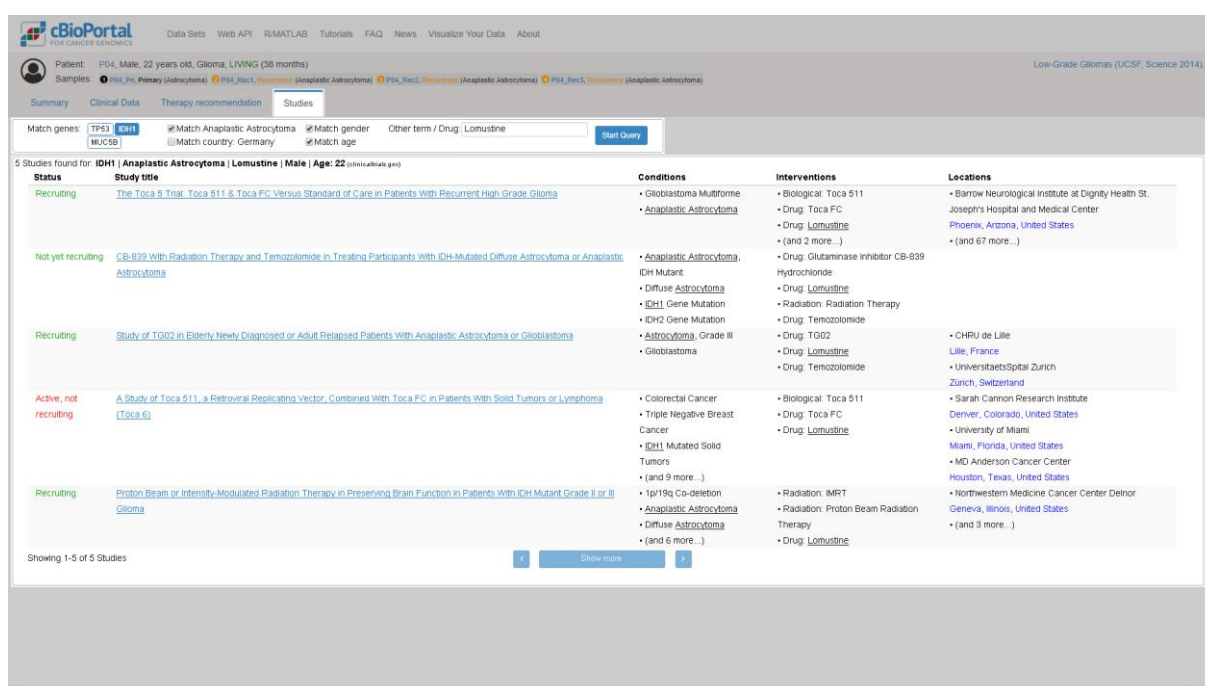 cBioPortal
FOR CANCER GENOMICS
Data Sets Web API R/MATLAB Tutorials FAQ News Visualize Your Data About
Patient: P04, Male, 22 years old, Glioma, LIVING (38 months)
Low-Grade Gliomas (UCSF, Science 2014)
Samples: 1 P04_Pri, Primary (Astrocytoma) 2 P04_Rec1, Recurrence (Anaplastic Astrocytoma) 3 P04_Rec2, Recurrence (Anaplastic Astrocytoma) 4 P04_Rec3, Recurrence (Anaplastic Astrocytoma)
Summary Clinical Data Therapy recommendation Studies
Match genes: TP53 IDH1 Match Anaplastic Astrocytoma Match gender Other term / Drug: Lomustine Start Query
MUC5B Match country: Germany Match age
5 Studies found for: IDH1 | Anaplastic Astrocytoma | Lomustine | Male | Age: 22 (clinicaltrials.gov)
Status Study title Conditions Interventions Locations
Recruiting The Toca 5 Trial: Toca 511 & Toca FC Versus Standard of Care in Patients With Recurrent High Grade Glioma • Glioblastoma Multiforme • Biological: Toca 511 • Barrow Neurological Institute at Dignity Health St.
• Anaplastic Astrocytoma • Drug: Toca FC Joseph's Hospital and Medical Center
• Drug: Lomustine Phoenix, Arizona, United States
• (and 2 more...) • (and 67 more...)
Not yet recruiting CB-839 With Radiation Therapy and Temozolomide in Treating Participants With IDH-Mutated Diffuse Astrocytoma or Anaplastic • Anaplastic Astrocytoma, • Drug: Glutaminase Inhibitor CB-839
Astrocytoma IDH Mutant Hydrochloride
• Diffuse Astrocytoma • Drug: Lomustine
• IDH1 Gene Mutation • Radiation: Radiation Therapy
• IDH2 Gene Mutation • Drug: Temozolomide
Recruiting Study of TG02 in Elderly Newly Diagnosed or Adult Relapsed Patients With Anaplastic Astrocytoma or Glioblastoma • Astrocytoma, Grade III • Drug: TG02 • CHRU de Lille
• Glioblastoma • Drug: Lomustine Lille, France
• Drug: Temozolomide • UniversitaetsSpital Zurich
Zürich, Switzerland
Active, not A Study of Toca 511, a Retroviral Replicating Vector, Combined With Toca FC in Patients With Solid Tumors or Lymphoma • Colorectal Cancer • Biological: Toca 511 • Sarah Cannon Research Institute
recruiting (Toca 6) • Triple Negative Breast • Drug: Toca FC Denver, Colorado, United States
Cancer • Drug: Lomustine • University of Miami
• IDH1 Mutated Solid Miami, Florida, United States
Tumors • MD Anderson Cancer Center
• (and 9 more...) Houston, Texas, United States
Recruiting Proton Beam or Intensity-Modulated Radiation Therapy in Preserving Brain Function in Patients With IDH Mutant Grade II or III • 1p/19q Co-deletion • Radiation: IMRT • Northwestern Medicine Cancer Center Delnor
Glioma • Anaplastic Astrocytoma • Radiation: Proton Beam Radiation Geneva, Illinois, United States
• Diffuse Astrocytoma Therapy • (and 3 more...)
• (and 6 more...) • Drug: Lomustine
Showing 1-5 of 5 Studies < Show more >